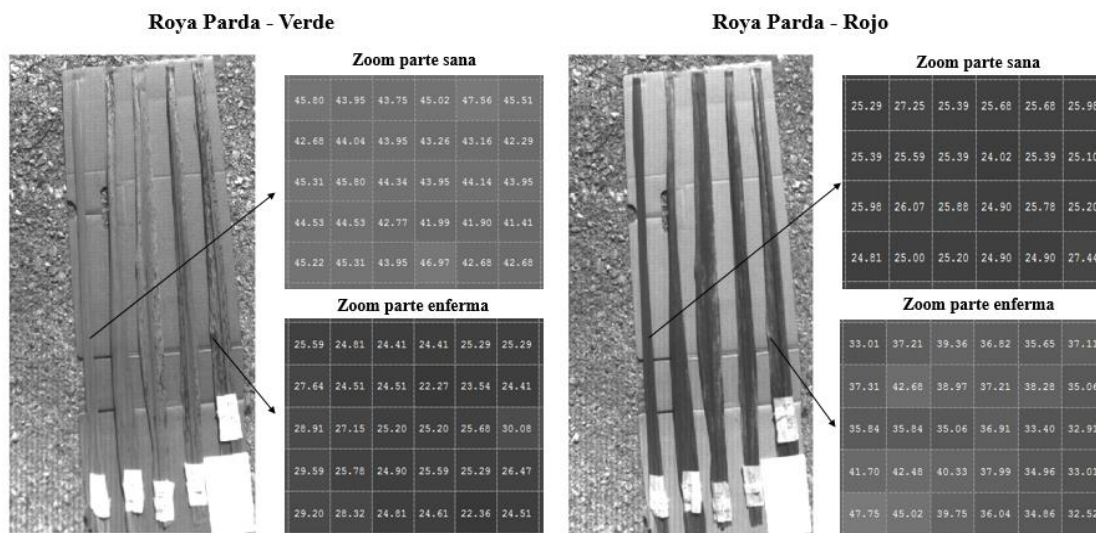 Roya Parda - Verde
Zoom parte sana
45.80 43.95 43.75 45.02 47.56 45.51
42.68 44.04 43.95 43.26 43.16 42.29
45.31 45.80 44.34 43.95 44.14 43.95
44.53 44.53 42.77 41.99 41.90 41.41
45.22 45.31 43.95 46.97 42.68 42.68
Zoom parte enferma
25.59 24.81 24.41 24.41 25.29 25.29
27.64 24.51 24.51 22.27 23.54 24.41
28.91 27.15 25.20 25.20 25.68 30.08
29.59 25.78 24.90 25.59 25.29 26.47
29.20 28.32 24.81 24.61 22.36 24.51
Roya Parda - Rojo
Zoom parte sana
25.29 27.25 25.39 25.68 25.68 25.98
25.39 25.59 25.39 24.02 25.39 25.10
25.98 26.07 25.88 24.90 25.78 25.20
24.81 25.00 25.20 24.90 24.90 27.44
Zoom parte enferma
33.01 37.21 39.36 36.82 35.65 37.11
37.31 42.68 38.97 37.21 38.28 35.06
35.84 35.84 35.06 36.91 33.40 32.91
41.70 42.48 40.33 37.99 34.96 33.01
47.75 45.02 39.75 36.04 34.86 32.52